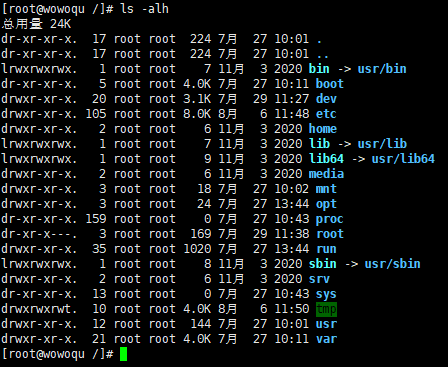 [root@wowoqu /]# ls -alh
总用量 24K
dr-xr-xr-x. 17 root root 224 7月 27 10:01 .
dr-xr-xr-x. 17 root root 224 7月 27 10:01 ..
lrwxrwxrwx. 1 root root 7 11月 3 2020 bin -> usr/bin
dr-xr-xr-x. 5 root root 4.0K 7月 27 10:11 boot
drwxr-xr-x. 20 root root 3.1K 7月 29 11:27 dev
drwxr-xr-x. 105 root root 8.0K 8月 6 11:48 etc
drwxr-xr-x. 2 root root 6 11月 3 2020 home
lrwxrwxrwx. 1 root root 7 11月 3 2020 lib -> usr/lib
lrwxrwxrwx. 1 root root 9 11月 3 2020 lib64 -> usr/lib64
drwxr-xr-x. 2 root root 6 11月 3 2020 media
drwxr-xr-x. 3 root root 18 7月 27 10:02 mnt
drwxr-xr-x. 3 root root 24 7月 27 13:44 opt
dr-xr-xr-x. 159 root root 0 7月 27 10:43 proc
dr-xr-x---. 3 root root 169 7月 29 11:38 root
drwxr-xr-x. 35 root root 1020 7月 27 13:44 run
lrwxrwxrwx. 1 root root 8 11月 3 2020 sbin -> usr/sbin
drwxr-xr-x. 2 root root 6 11月 3 2020 srv
dr-xr-xr-x. 13 root root 0 7月 27 10:43 sys
drwxrwxrwt. 10 root root 4.0K 8月 6 11:50 tmp
drwxr-xr-x. 12 root root 144 7月 27 10:01 usr
drwxr-xr-x. 21 root root 4.0K 7月 27 10:11 var
[root@wowoqu /]#